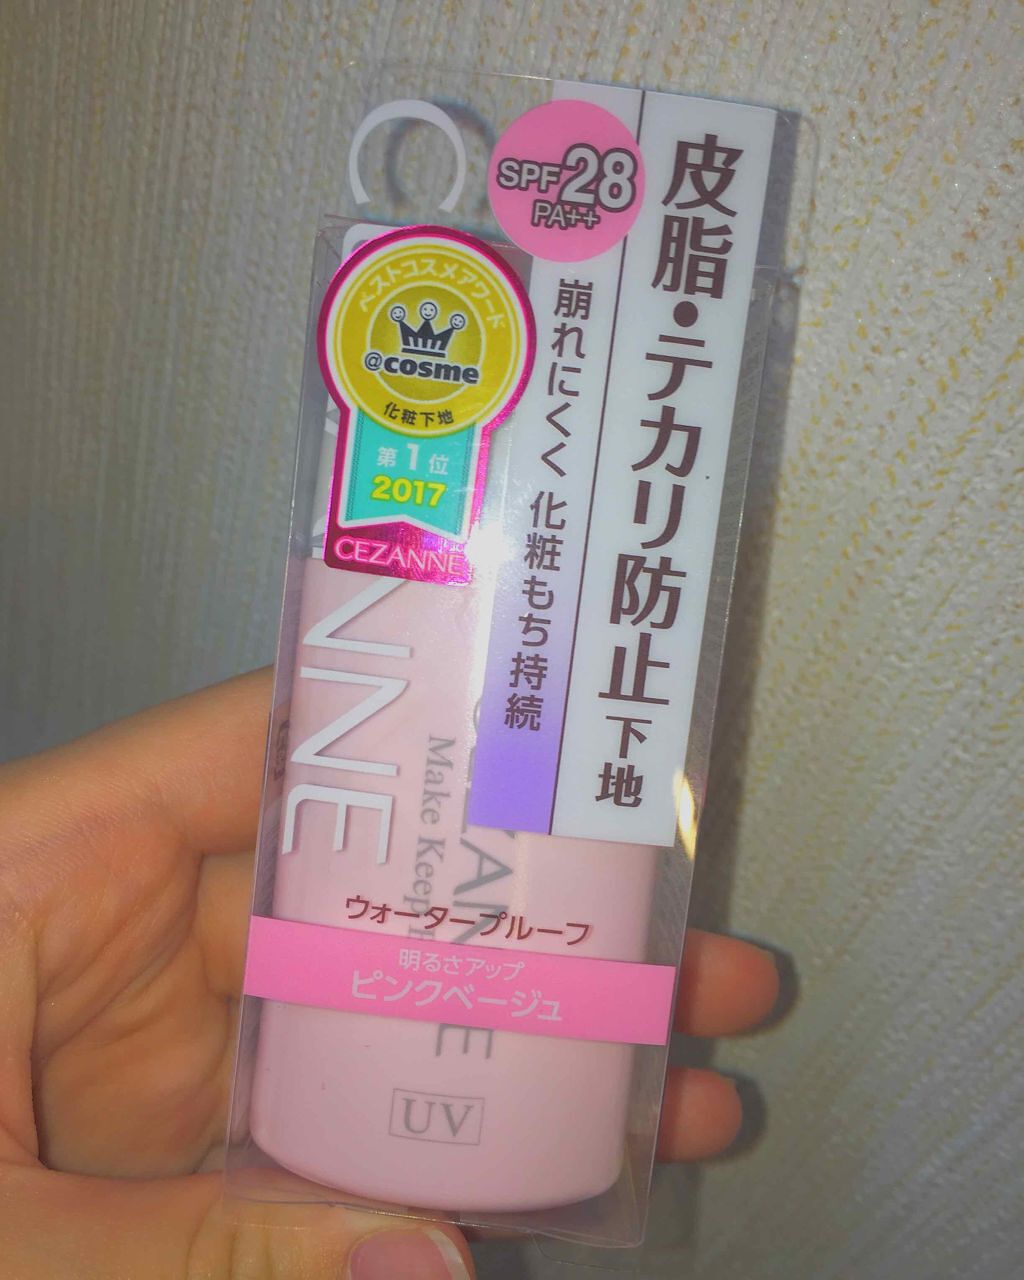 皮脂・テカリ防止下地
崩れにくく 化粧もち持続
SPF28
PA++
ベストコスメアワード
@cosme
化粧下地
第1位
2017
CEZANNE
CEZANNE
Make Keep
ウォータープルーフ
明るさアップ
ピンクベージュ
UV